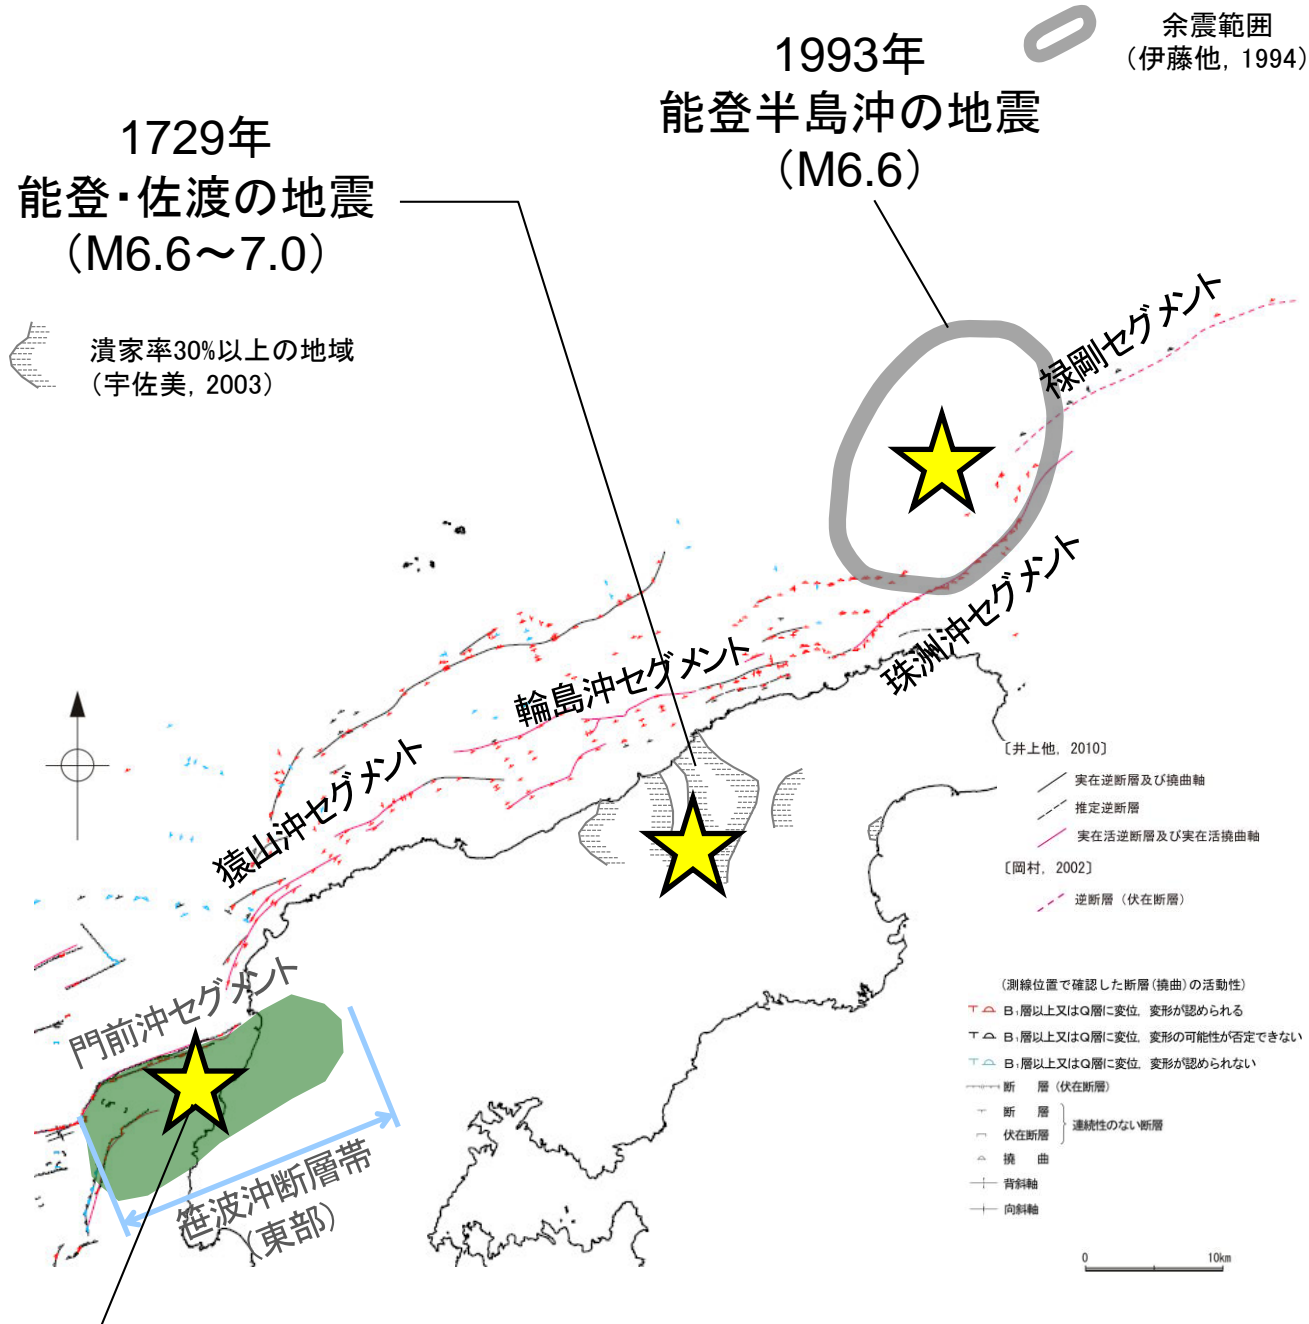 余震範囲
（伊藤他, 1994）
1993年
能登半島沖の地震
（M6.6）
1729年
能登・佐渡の地震
（M6.6～7.0）
潰家率30%以上の地域
（宇佐美, 2003）
禄剛セグメント
珠洲沖セグメント
輪島沖セグメント
猿山沖セグメント
門前沖セグメント
笹波沖断層帯
（東部）
〔井上他, 2010〕
実在逆断層及び撓曲軸
推定逆断層
実在活逆断層及び実在活撓曲軸
〔岡村, 2002〕
逆断層（伏在断層）
（測線位置で確認した断層（撓曲）の活動性）
B₁層以上又はQ層に変位，変形が認められる
B₁層以上又はQ層に変位，変形の可能性が否定できない
B₁層以上又はQ層に変位，変形が認められない
断　層（伏在断層）
断　層
伏在断層
連続性のない断層
撓　曲
背斜軸
向斜軸
0 10km